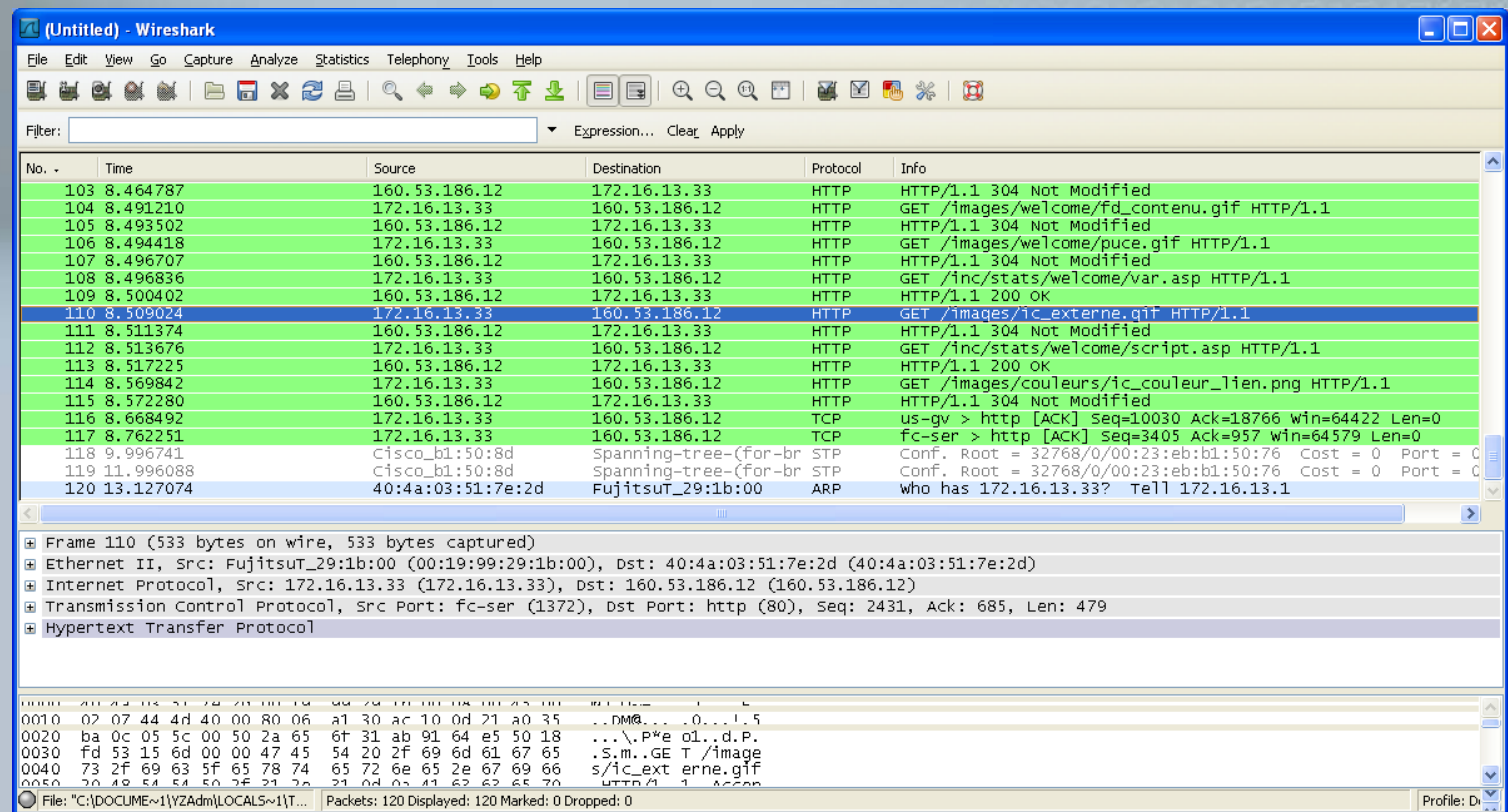 (Untitled) - Wireshark
File Edit View Go Capture Analyze Statistics Telephony Tools Help
Filter: Expression... Clear Apply
No. Time Source Destination Protocol Info
103 8.464787 160.53.186.12 172.16.13.33 HTTP HTTP/1.1 304 Not Modified
104 8.491210 172.16.13.33 160.53.186.12 HTTP GET /images/welcome/fd_contenu.gif HTTP/1.1
105 8.493502 160.53.186.12 172.16.13.33 HTTP HTTP/1.1 304 Not Modified
106 8.494418 172.16.13.33 160.53.186.12 HTTP GET /images/welcome/puce.gif HTTP/1.1
107 8.496707 160.53.186.12 172.16.13.33 HTTP HTTP/1.1 304 Not Modified
108 8.496836 172.16.13.33 160.53.186.12 HTTP GET /inc/stats/welcome/var.asp HTTP/1.1
109 8.500402 160.53.186.12 172.16.13.33 HTTP HTTP/1.1 200 OK
110 8.509024 172.16.13.33 160.53.186.12 HTTP GET /images/ic_externe.gif HTTP/1.1
111 8.511374 160.53.186.12 172.16.13.33 HTTP HTTP/1.1 304 Not Modified
112 8.513676 172.16.13.33 160.53.186.12 HTTP GET /inc/stats/welcome/script.asp HTTP/1.1
113 8.517225 160.53.186.12 172.16.13.33 HTTP HTTP/1.1 200 OK
114 8.569842 172.16.13.33 160.53.186.12 HTTP GET /images/couleurs/ic_couleur_lien.png HTTP/1.1
115 8.572280 160.53.186.12 172.16.13.33 HTTP HTTP/1.1 304 Not Modified
116 8.668492 172.16.13.33 160.53.186.12 TCP us-gv > http [ACK] Seq=10030 Ack=18766 Win=64422 Len=0
117 8.762251 172.16.13.33 160.53.186.12 TCP fc-ser > http [ACK] Seq=3405 Ack=957 Win=64579 Len=0
118 9.996741 Cisco_b1:50:8d Spanning-tree-(for-br STP Conf. Root = 32768/0/00:23:eb:b1:50:76 Cost = 0 Port = 0
119 11.996088 Cisco_b1:50:8d Spanning-tree-(for-br STP Conf. Root = 32768/0/00:23:eb:b1:50:76 Cost = 0 Port = 0
120 13.127074 40:4a:03:51:7e:2d FujitsuT_29:1b:00 ARP Who has 172.16.13.33? Tell 172.16.13.1
Frame 110 (533 bytes on wire, 533 bytes captured)
Ethernet II, Src: FujitsuT_29:1b:00 (00:19:99:29:1b:00), Dst: 40:4a:03:51:7e:2d (40:4a:03:51:7e:2d)
Internet Protocol, Src: 172.16.13.33 (172.16.13.33), Dst: 160.53.186.12 (160.53.186.12)
Transmission Control Protocol, Src Port: fc-ser (1372), Dst Port: http (80), Seq: 2431, Ack: 685, Len: 479
Hypertext Transfer Protocol
0010 02 07 44 4d 40 00 80 06 a1 30 ac 10 0d 21 a0 35 ..DM@... .0...!.5
0020 ba 0c 05 5c 00 50 2a 65 6f 31 ab 91 64 e5 50 18 ...\.P*e o1..d.P.
0030 fd 53 15 6d 00 00 47 45 54 20 2f 69 6d 61 67 65 .S.m..GE T /image
0040 73 2f 69 63 5f 65 78 74 65 72 6e 65 2e 67 69 66 s/ic_ext erne.gif
File: "C:\DOCUME~1\YZAdm\LOCALS~1\T... Packets: 120 Displayed: 120 Marked: 0 Dropped: 0 Profile: